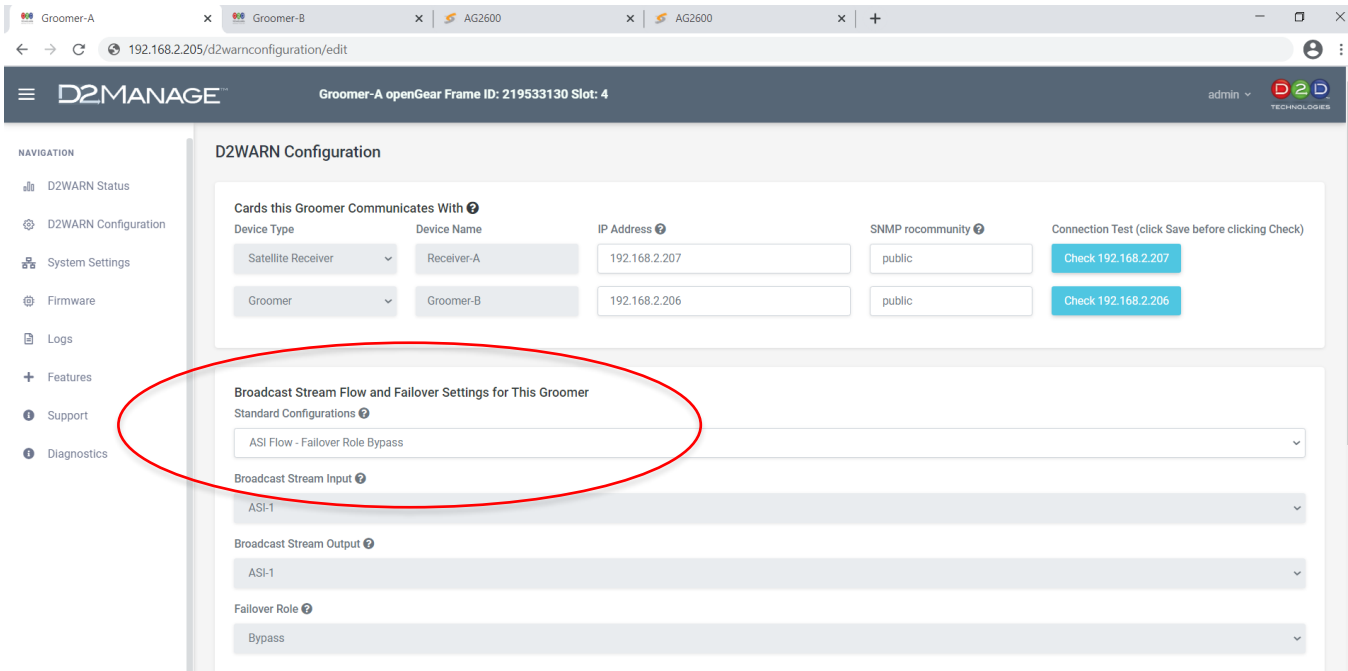 Groomer-A
Groomer-B
AG2600
AG2600
192.168.2.205/d2warnconfiguration/edit
D2MANAGE™
Groomer-A openGear Frame ID: 219533130 Slot: 4
admin
D2D
TECHNOLOGIES
NAVIGATION
D2WARN Status
D2WARN Configuration
System Settings
Firmware
Logs
Features
Support
Diagnostics
D2WARN Configuration
Cards this Groomer Communicates With
Device Type Device Name IP Address SNMP rocommunity Connection Test (click Save before clicking Check)
Satellite Receiver Receiver-A 192.168.2.207 public Check 192.168.2.207
Groomer Groomer-B 192.168.2.206 public Check 192.168.2.206
Broadcast Stream Flow and Failover Settings for This Groomer
Standard Configurations
ASI Flow - Failover Role Bypass
Broadcast Stream Input
ASI-1
Broadcast Stream Output
ASI-1
Failover Role
Bypass